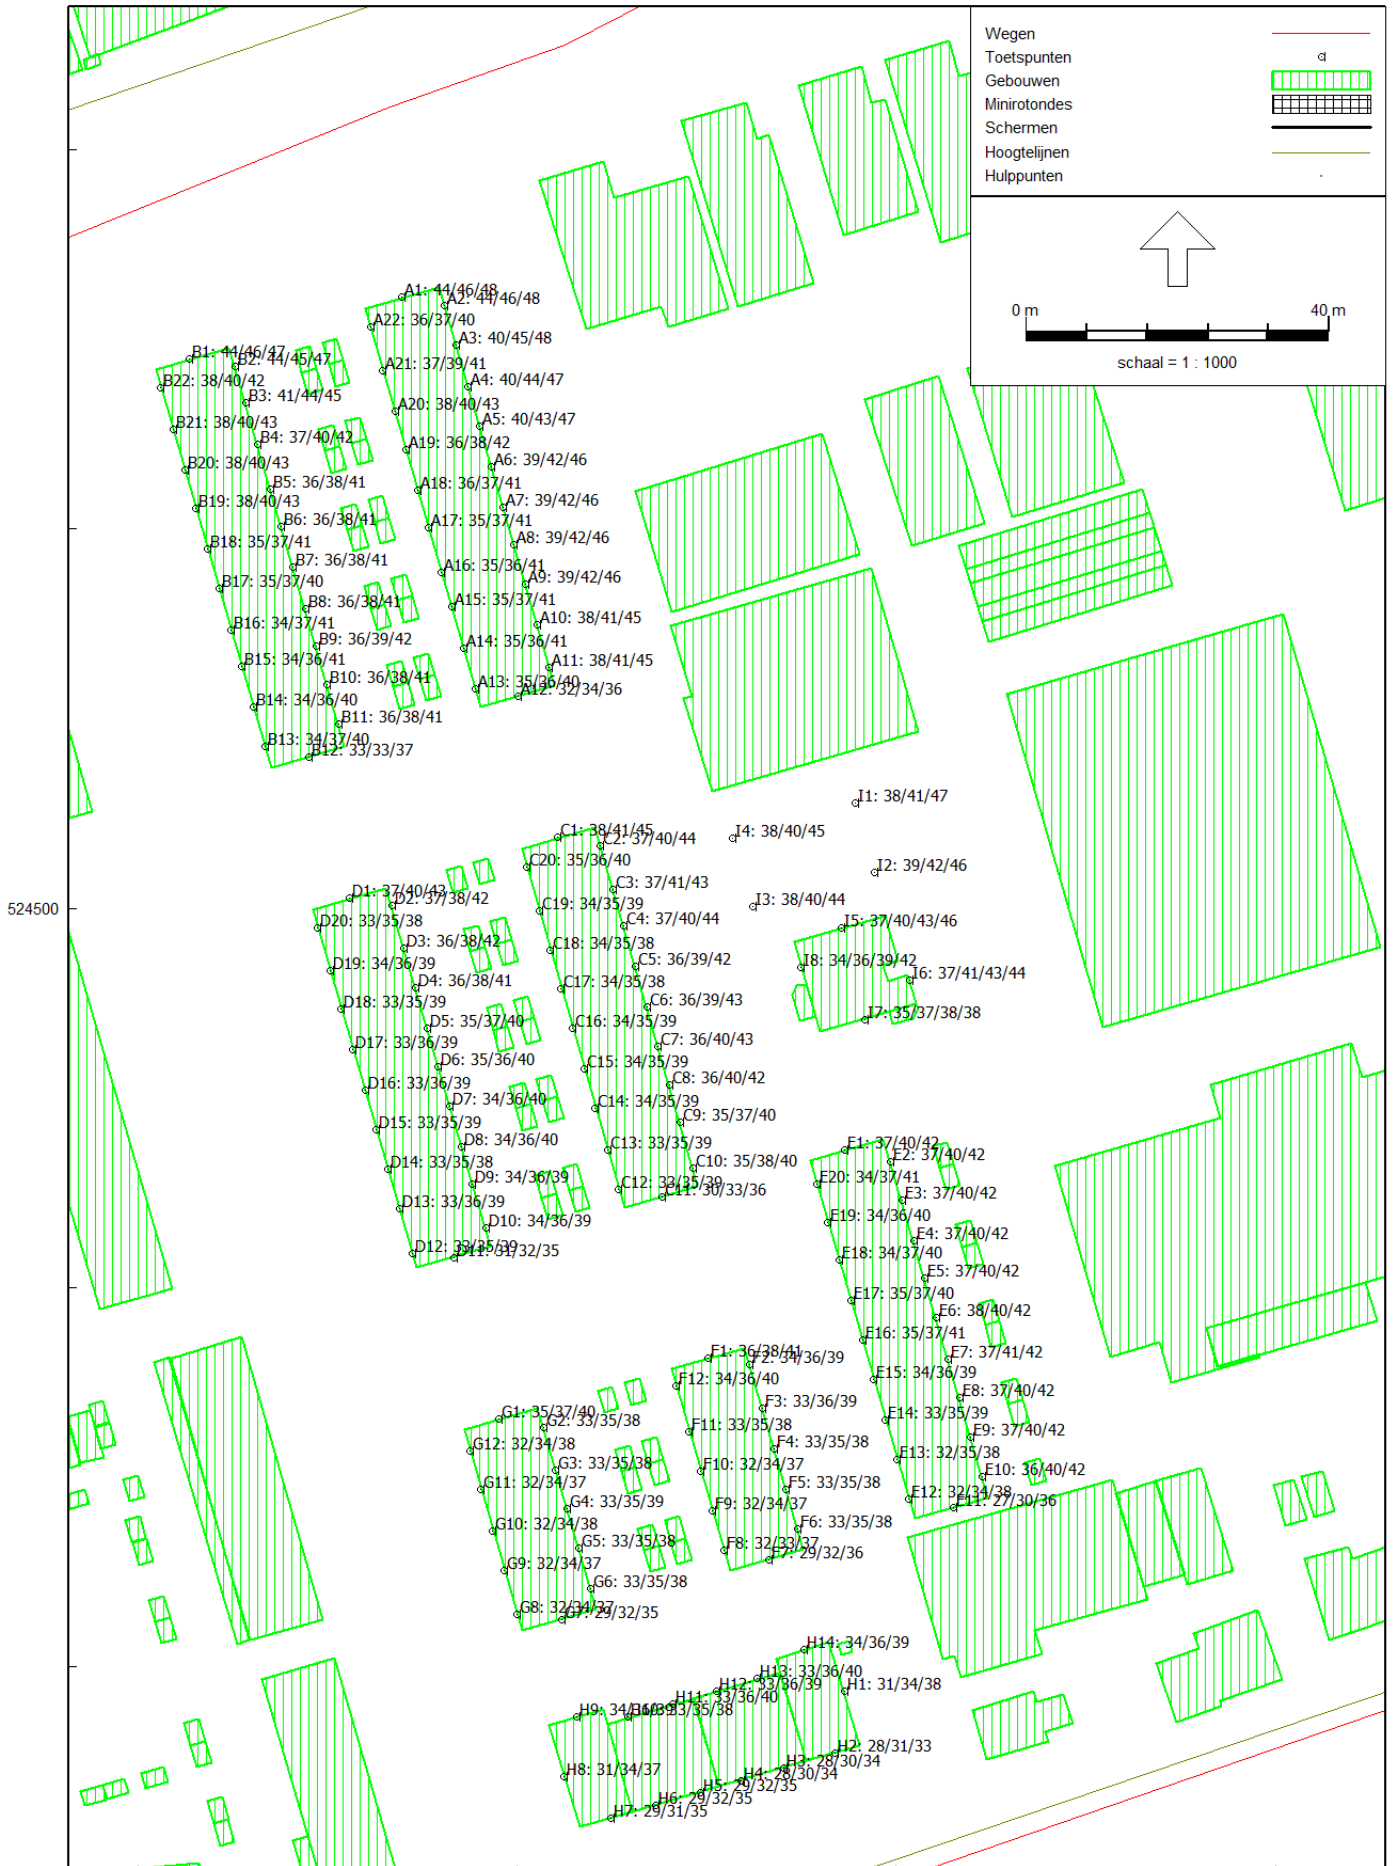 Wegen
Toetspunten
Gebouwen
Minirotondes
Schermen
Hoogtelijnen
Hulppunten
0 m
40 m
schaal = 1 : 1000
A1: 44/46/48
A2: 44/46/48
A22: 36/37/40
A3: 40/45/48
B1: 44/46/47
B2: 44/45/47
A21: 37/39/41
B22: 38/40/42
A4: 40/44/47
B3: 41/44/45
A20: 38/40/43
B21: 38/40/43
A5: 40/43/47
B4: 37/40/42
A19: 36/38/42
B20: 38/40/43
A6: 39/42/46
B5: 36/38/41
A18: 36/37/41
B19: 38/40/43
A7: 39/42/46
B6: 36/38/41
A17: 35/37/41
B18: 35/37/41
A8: 39/42/46
B7: 36/38/41
A16: 35/36/41
B17: 35/37/40
A9: 39/42/46
B8: 36/38/41
A15: 35/37/41
B16: 34/37/41
A10: 38/41/45
B9: 36/39/42
A14: 35/36/41
B15: 34/36/41
A11: 38/41/45
B10: 36/38/41
A13: 35/36/40
A12: 32/34/36
B14: 34/36/40
B11: 36/38/41
B13: 34/37/40
B12: 33/33/37
I1: 38/41/47
C1: 38/41/45
C2: 37/40/44
I4: 38/40/45
C20: 35/36/40
I2: 39/42/46
C3: 37/41/43
D1: 37/40/43
D2: 37/38/42
I3: 38/40/44
524500
C19: 34/35/39
D20: 33/35/38
C4: 37/40/44
I5: 37/40/43/46
D3: 36/38/42
C18: 34/35/38
C5: 36/39/42
I8: 34/36/39/42
D19: 34/36/39
I6: 37/41/43/44
D4: 36/38/41
C17: 34/35/38
C6: 36/39/43
D18: 33/35/39
I7: 35/37/38/38
D5: 35/37/40
C16: 34/35/39
C7: 36/40/43
D17: 33/36/39
D6: 35/36/40
C15: 34/35/39
C8: 36/40/42
D16: 33/36/39
D7: 34/36/40
C14: 34/35/39
C9: 35/37/40
D15: 33/35/39
D8: 34/36/40
C13: 33/35/39
E1: 37/40/42
E2: 37/40/42
D14: 33/35/38
C10: 35/38/40
D9: 34/36/39
C12: 33/35/39
C11: 30/33/36
E20: 34/37/41
E3: 37/40/42
D13: 33/36/39
D10: 34/36/39
E19: 34/36/40
E4: 37/40/42
D12: 33/35/39
D11: 31/32/35
E18: 34/37/40
E5: 37/40/42
E17: 35/37/40
E6: 38/40/42
E16: 35/37/41
F1: 36/38/41
F2: 34/36/39
E7: 37/41/42
E15: 34/36/39
F12: 34/36/40
E8: 37/40/42
F3: 33/36/39
G1: 35/37/40
G2: 33/35/38
E14: 33/35/39
F11: 33/35/38
E9: 37/40/42
G12: 32/34/38
F4: 33/35/38
E13: 32/35/38
G3: 33/35/38
F10: 32/34/37
E10: 36/40/42
G11: 32/34/37
F5: 33/35/38
E12: 32/34/38
E11: 27/30/36
G4: 33/35/39
F9: 32/34/37
G10: 32/34/38
F6: 33/35/38
G5: 33/35/38
F8: 32/33/37
F7: 29/32/36
G9: 32/34/37
G6: 33/35/38
G8: 32/34/37
G7: 29/32/35
H14: 34/36/39
H13: 33/36/40
H12: 33/36/39
H1: 31/34/38
H11: 33/36/40
H9: 34/36/39
H10: 33/35/38
H2: 28/31/33
H3: 28/30/34
H8: 31/34/37
H4: 28/30/34
H5: 29/32/35
H6: 29/32/35
H7: 29/31/35